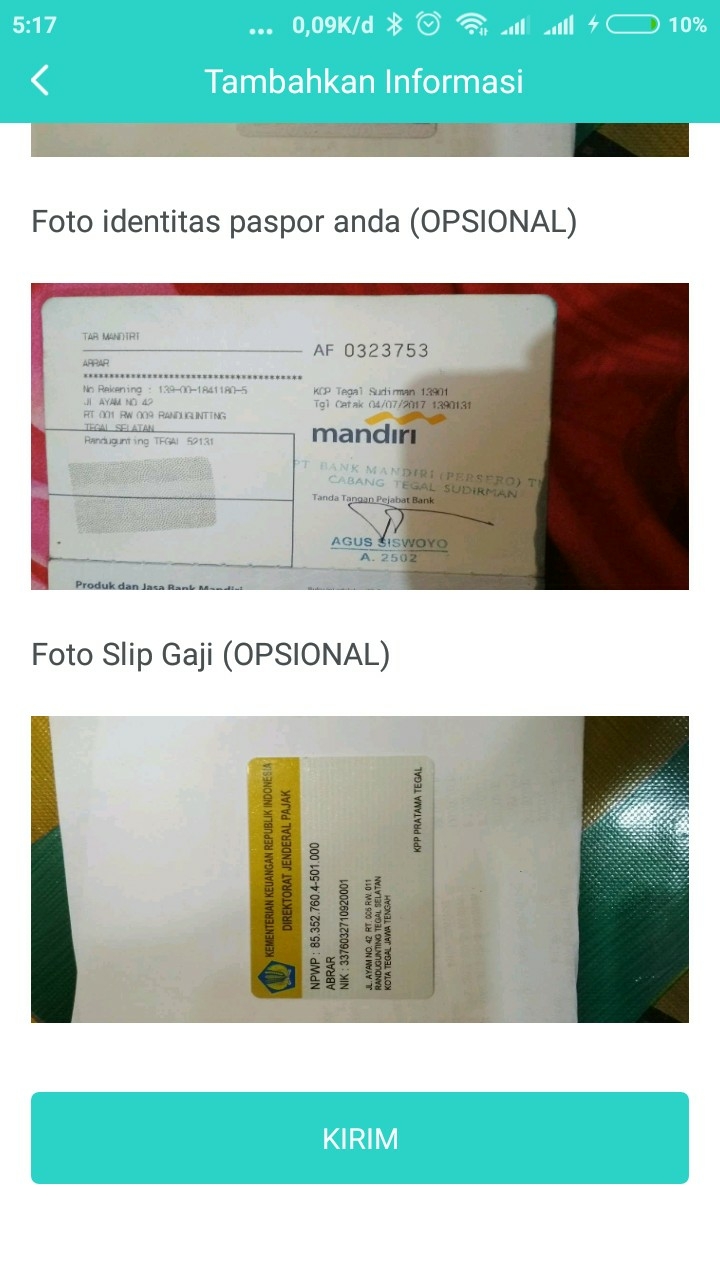 5:17
... 0,09K/d 10%
Tambahkan Informasi
Foto identitas paspor anda (OPSIONAL)
TAB MANDIRI
ABRAR
No Rekening : 139-00-1841180-5
Jl AYAM NO 42
RT 001 RW 009 RANDUGUNTING
TEGAL SELATAN
Randugunting TEGAL 52131
AF 0323753
KCP Tegal Sudirman 13901
Tgl Cetak 04/07/2017 1390131
mandiri
PT BANK MANDIRI (PERSERO) T
CABANG TEGAL SUDIRMAN
Tanda Tangan Pejabat Bank
AGUS SISWOYO
A. 2502
Produk dan Jasa Bank Mandiri
Foto Slip Gaji (OPSIONAL)
KEMENTERIAN KEUANGAN REPUBLIK INDONESIA
DIREKTORAT JENDERAL PAJAK
NPWP : 85.352.760.4-501.000
ABRAR
NIK : 3376032710920001
JL. AYAM NO. 42 RT. 006 RW. 011
RANDUGUNTING TEGAL SELATAN
KOTA TEGAL JAWA TENGAH
KPP PRATAMA TEGAL
KIRIM